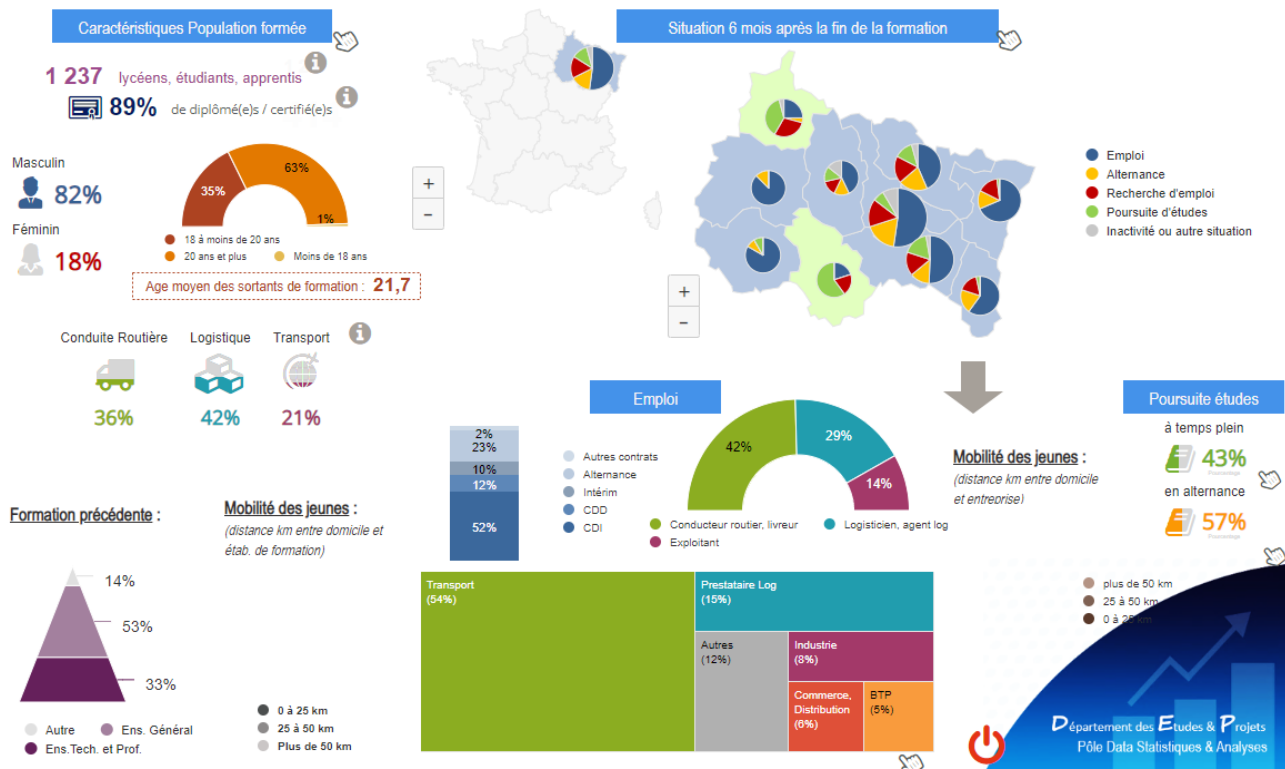 Caractéristiques Population formée
1 237 lycéens, étudiants, apprentis
89% de diplômé(e)s / certifié(e)s
Masculin
82%
Féminin
18%
35%
63%
1%
18 à moins de 20 ans
20 ans et plus
Moins de 18 ans
Age moyen des sortants de formation : 21,7
Conduite Routière
Logistique
Transport
36%
42%
21%
Formation précédente :
14%
53%
33%
Autre
Ens. Général
Ens.Tech. et Prof.
Mobilité des jeunes :
(distance km entre domicile et
étab. de formation)
0 à 25 km
25 à 50 km
Plus de 50 km
Situation 6 mois après la fin de la formation
+
−
+
−
Emploi
Alternance
Recherche d'emploi
Poursuite d'études
Inactivité ou autre situation
Emploi
2%
23%
10%
12%
52%
Autres contrats
Alternance
Intérim
CDD
CDI
42%
29%
14%
Conducteur routier, livreur
Logisticien, agent log
Exploitant
Mobilité des jeunes :
(distance km entre domicile
et entreprise)
Poursuite études
à temps plein
43%
Pourcentage
en alternance
57%
Pourcentage
Transport
(54%)
Prestataire Log
(15%)
Autres
(12%)
Industrie
(8%)
Commerce,
Distribution
(6%)
BTP
(5%)
plus de 50 km
25 à 50 km
0 à 25 km
Département des Etudes & Projets
Pôle Data Statistiques & Analyses